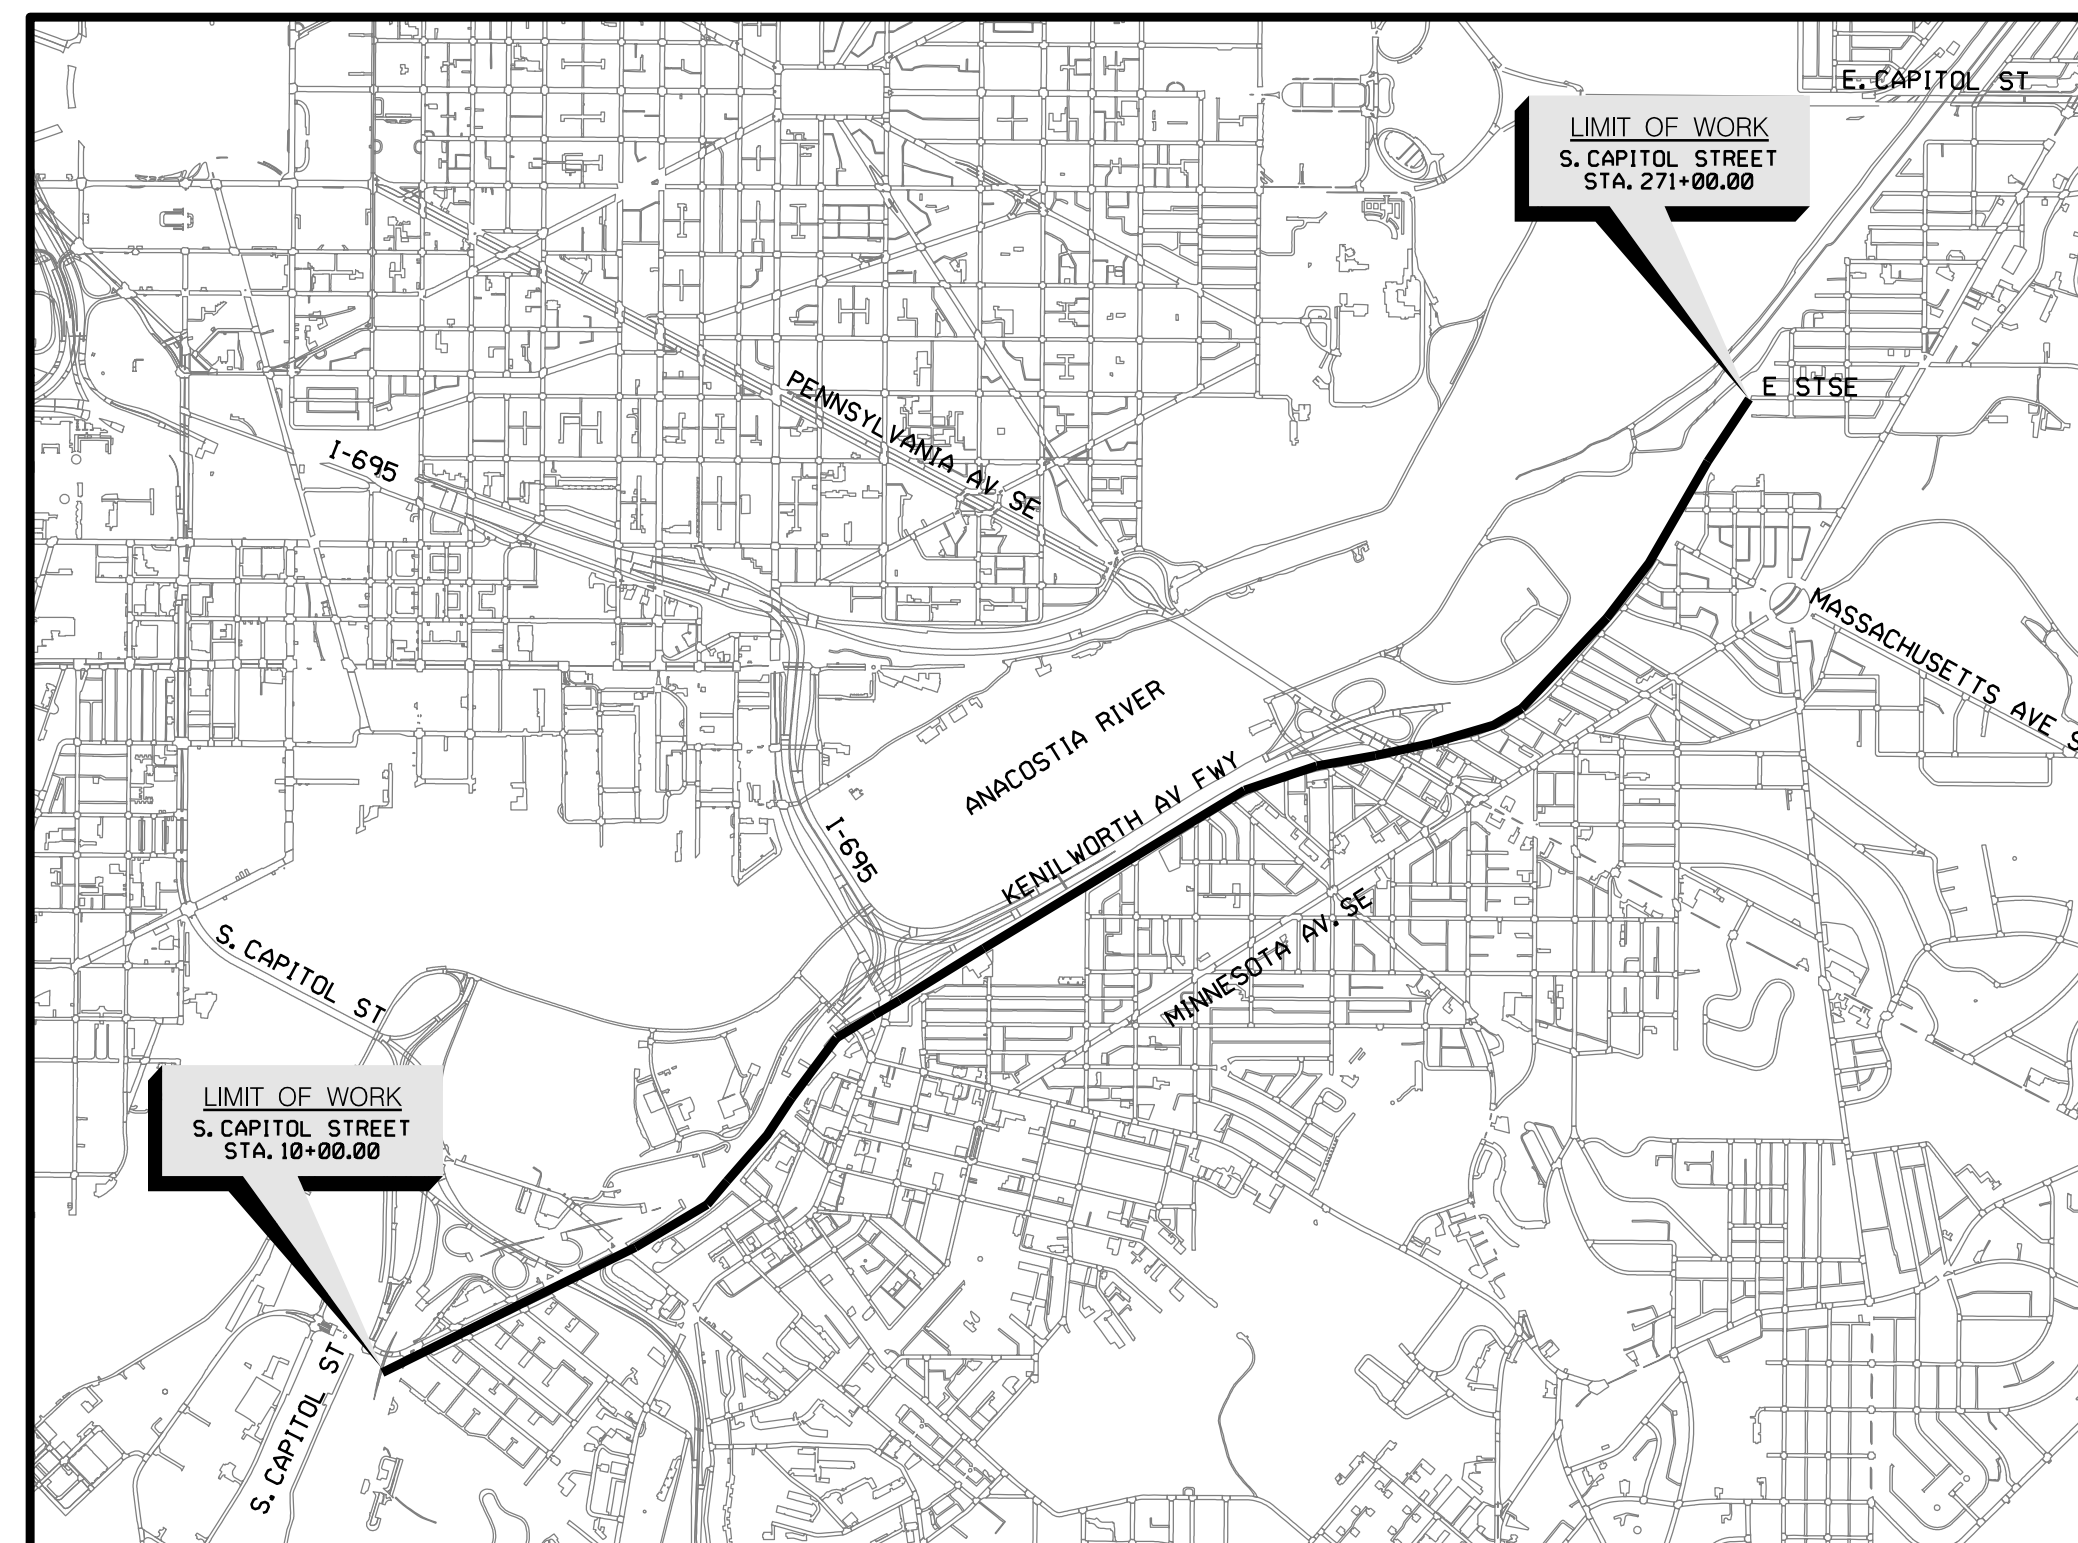 E. CAPITOL ST
LIMIT OF WORK
S. CAPITOL STREET
STA. 271+00.00
E STSE
PENNSYLVANIA AV SE
I-695
MASSACHUSETTS AVE S
ANACOSTIA RIVER
KENILWORTH AV FWY
I-695
MINNESOTA AV. SE
S. CAPITOL ST
LIMIT OF WORK
S. CAPITOL STREET
STA. 10+00.00
S. CAPITOL ST